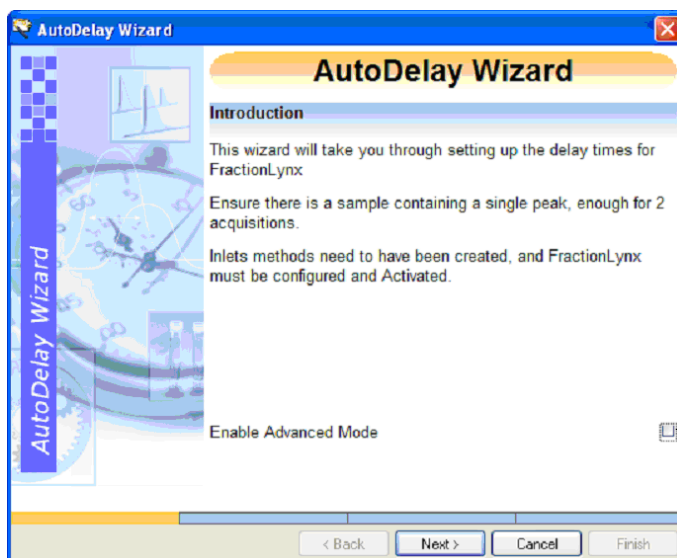 AutoDelay Wizard
AutoDelay Wizard
Introduction
This wizard will take you through setting up the delay times for
FractionLynx
Ensure there is a sample containing a single peak, enough for 2
acquisitions.
Inlets methods need to have been created, and FractionLynx
must be configured and Activated.
AutoDelay Wizard
Enable Advanced Mode
< Back
Next >
Cancel
Finish